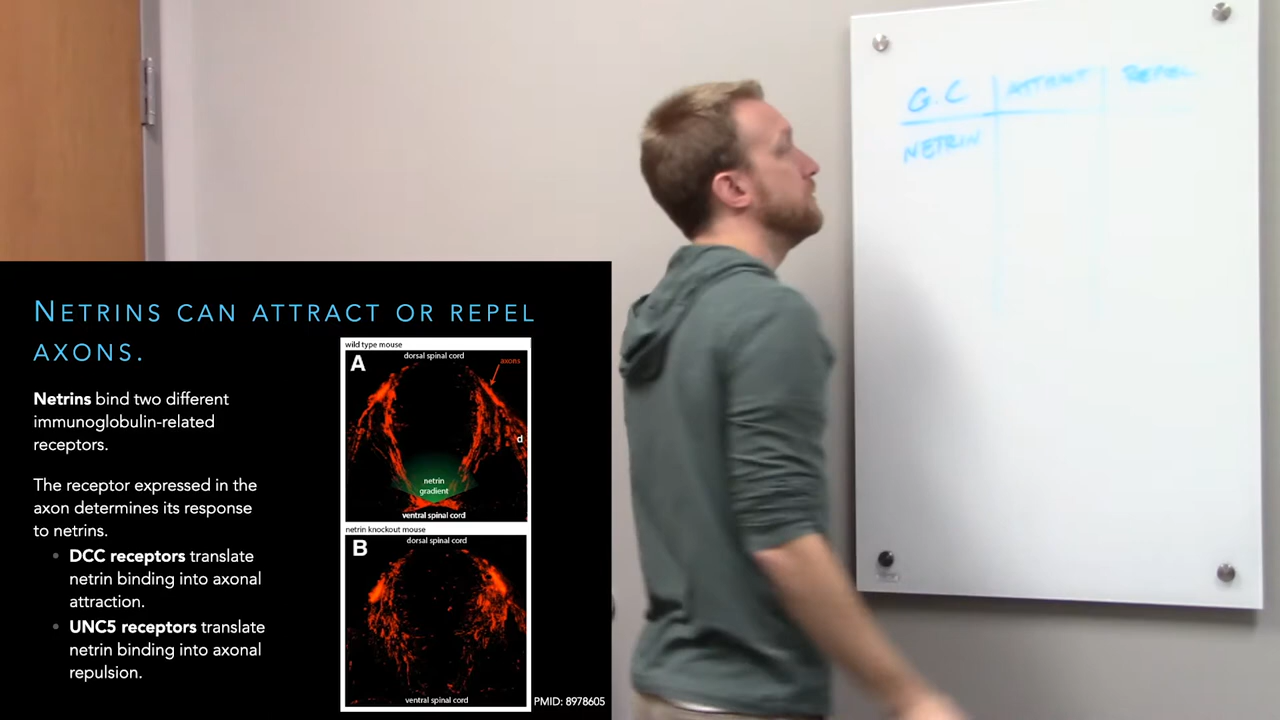 G.C ATTRACT REPEL
NETRIN
NETRINS CAN ATTRACT OR REPEL
AXONS.
Netrins bind two different
immunoglobulin-related
receptors.
The receptor expressed in the
axon determines its response
to netrins.
• DCC receptors translate
netrin binding into axonal
attraction.
• UNC5 receptors translate
netrin binding into axonal
repulsion.
wild type mouse
A
dorsal spinal cord
axons
d
netrin
gradient
ventral spinal cord
netrin knockout mouse
B
dorsal spinal cord
ventral spinal cord
PMID: 8978605